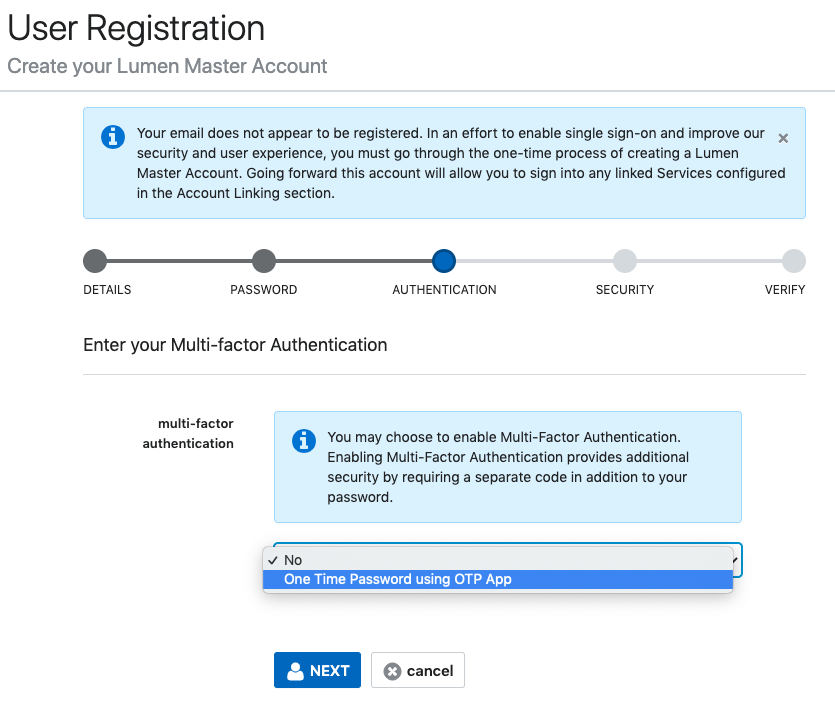 User Registration
Create your Lumen Master Account
Your email does not appear to be registered. In an effort to enable single sign-on and improve our
security and user experience, you must go through the one-time process of creating a Lumen
Master Account. Going forward this account will allow you to sign into any linked Services configured
in the Account Linking section.
DETAILS PASSWORD AUTHENTICATION SECURITY VERIFY
Enter your Multi-factor Authentication
multi-factor
authentication
You may choose to enable Multi-Factor Authentication.
Enabling Multi-Factor Authentication provides additional
security by requiring a separate code in addition to your
password.
No
One Time Password using OTP App
NEXT cancel